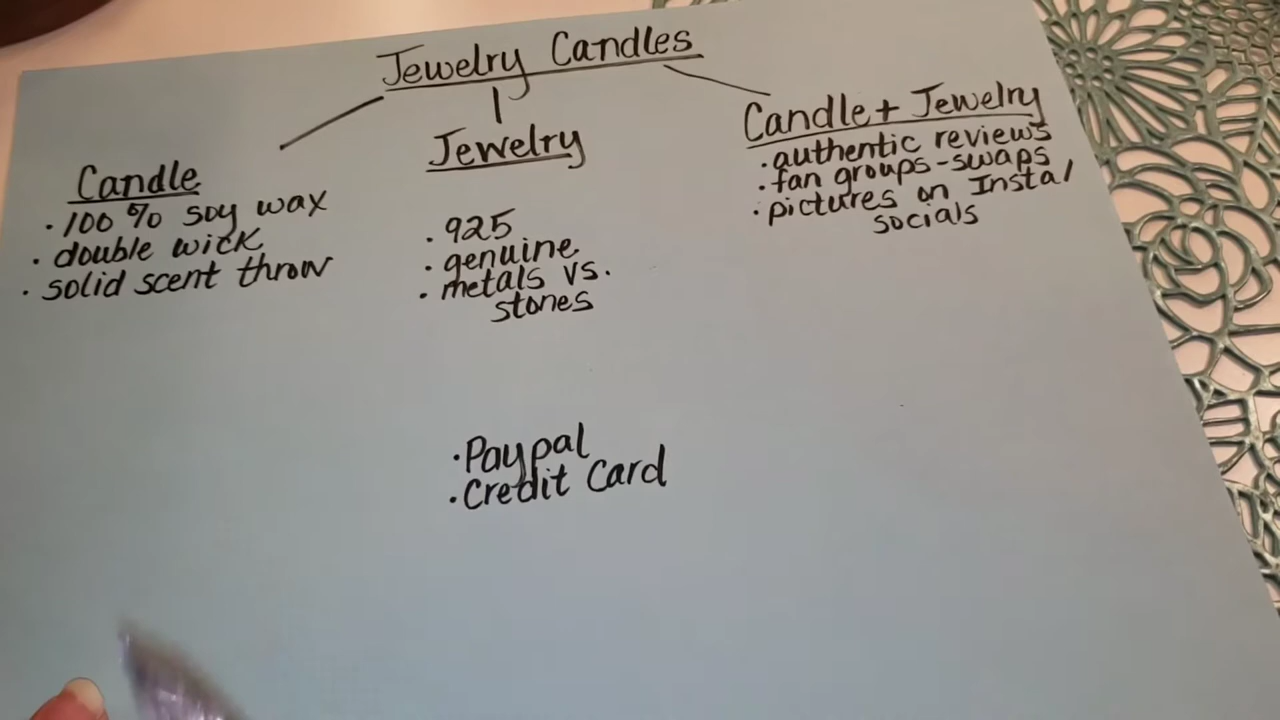 Jewelry Candles
Candle
• 100% soy wax
• double wick
• solid scent throw
Jewelry
• 925
• genuine
• metals vs.
stones
Candle + Jewelry
• authentic reviews
• fan groups - swaps
• pictures on Insta/
socials
• Paypal
• Credit Card